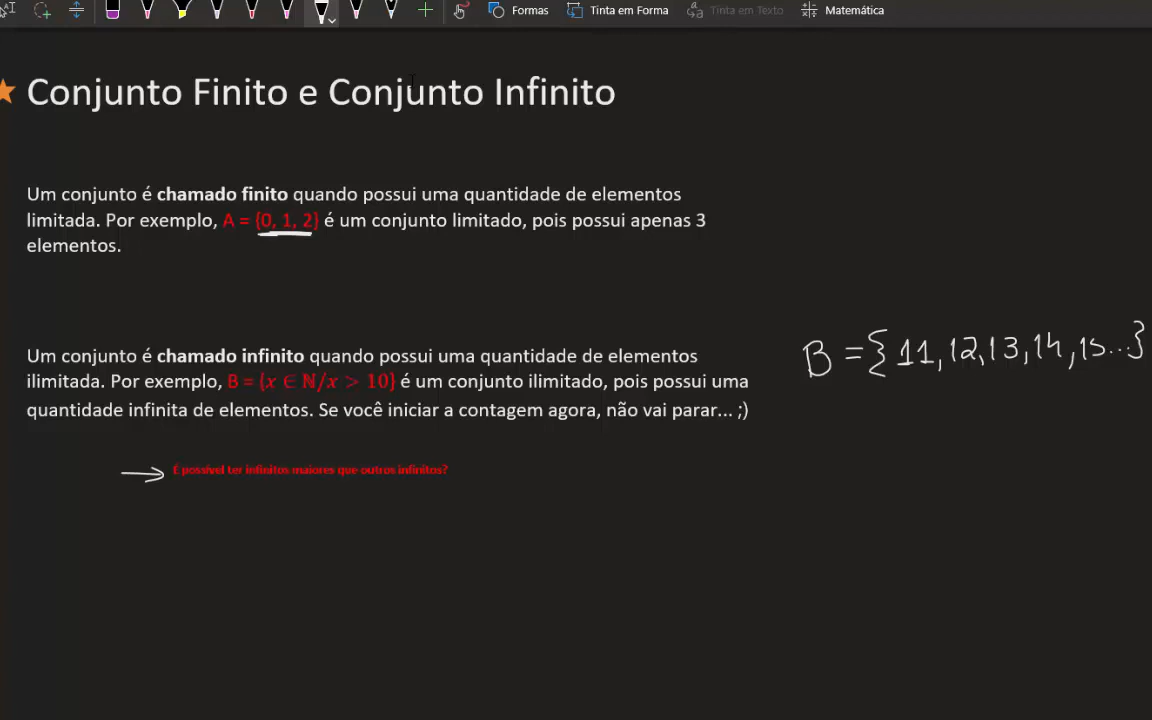 Formas Tinta em Forma Tinta em Texto Matemática
Conjunto Finito e Conjunto Infinito
Um conjunto é chamado finito quando possui uma quantidade de elementos
limitada. Por exemplo, A = {0, 1, 2} é um conjunto limitado, pois possui apenas 3
elementos.
B = {11, 12, 13, 14, 15...}
Um conjunto é chamado infinito quando possui uma quantidade de elementos
ilimitada. Por exemplo, B = {x ∈ ℕ/x > 10} é um conjunto ilimitado, pois possui uma
quantidade infinita de elementos. Se você iniciar a contagem agora, não vai parar... ;)
É possível ter infinitos maiores que outros infinitos?